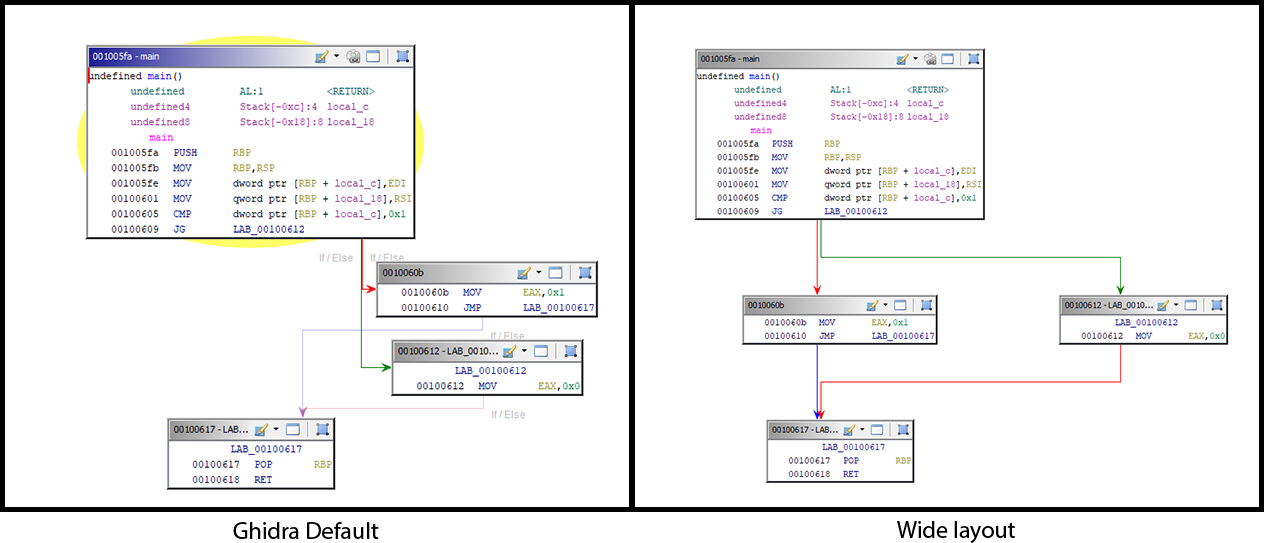 001005fa - main
undefined main()
undefined AL:1 <RETURN>
undefined4 Stack[-0xc]:4 local_c
undefined8 Stack[-0x18]:8 local_18
main
001005fa PUSH RBP
001005fb MOV RBP,RSP
001005fe MOV dword ptr [RBP + local_c],EDI
00100601 MOV qword ptr [RBP + local_18],RSI
00100605 CMP dword ptr [RBP + local_c],0x1
00100609 JG LAB_00100612
If / Else If / Else
0010060b
0010060b MOV EAX,0x1
00100610 JMP LAB_00100617
If / Else
00100612 - LAB_0010...
LAB_00100612
00100612 MOV EAX,0x0
If / Else
00100617 - LAB...
LAB_00100617
00100617 POP RBP
00100618 RET
Ghidra Default
001005fa - main
undefined main()
undefined AL:1 <RETURN>
undefined4 Stack[-0xc]:4 local_c
undefined8 Stack[-0x18]:8 local_18
main
001005fa PUSH RBP
001005fb MOV RBP,RSP
001005fe MOV dword ptr [RBP + local_c],EDI
00100601 MOV qword ptr [RBP + local_18],RSI
00100605 CMP dword ptr [RBP + local_c],0x1
00100609 JG LAB_00100612
0010060b
0010060b MOV EAX,0x1
00100610 JMP LAB_00100617
00100612 - LAB_0010...
LAB_00100612
00100612 MOV EAX,0x0
00100617 - LAB...
LAB_00100617
00100617 POP RBP
00100618 RET
Wide layout